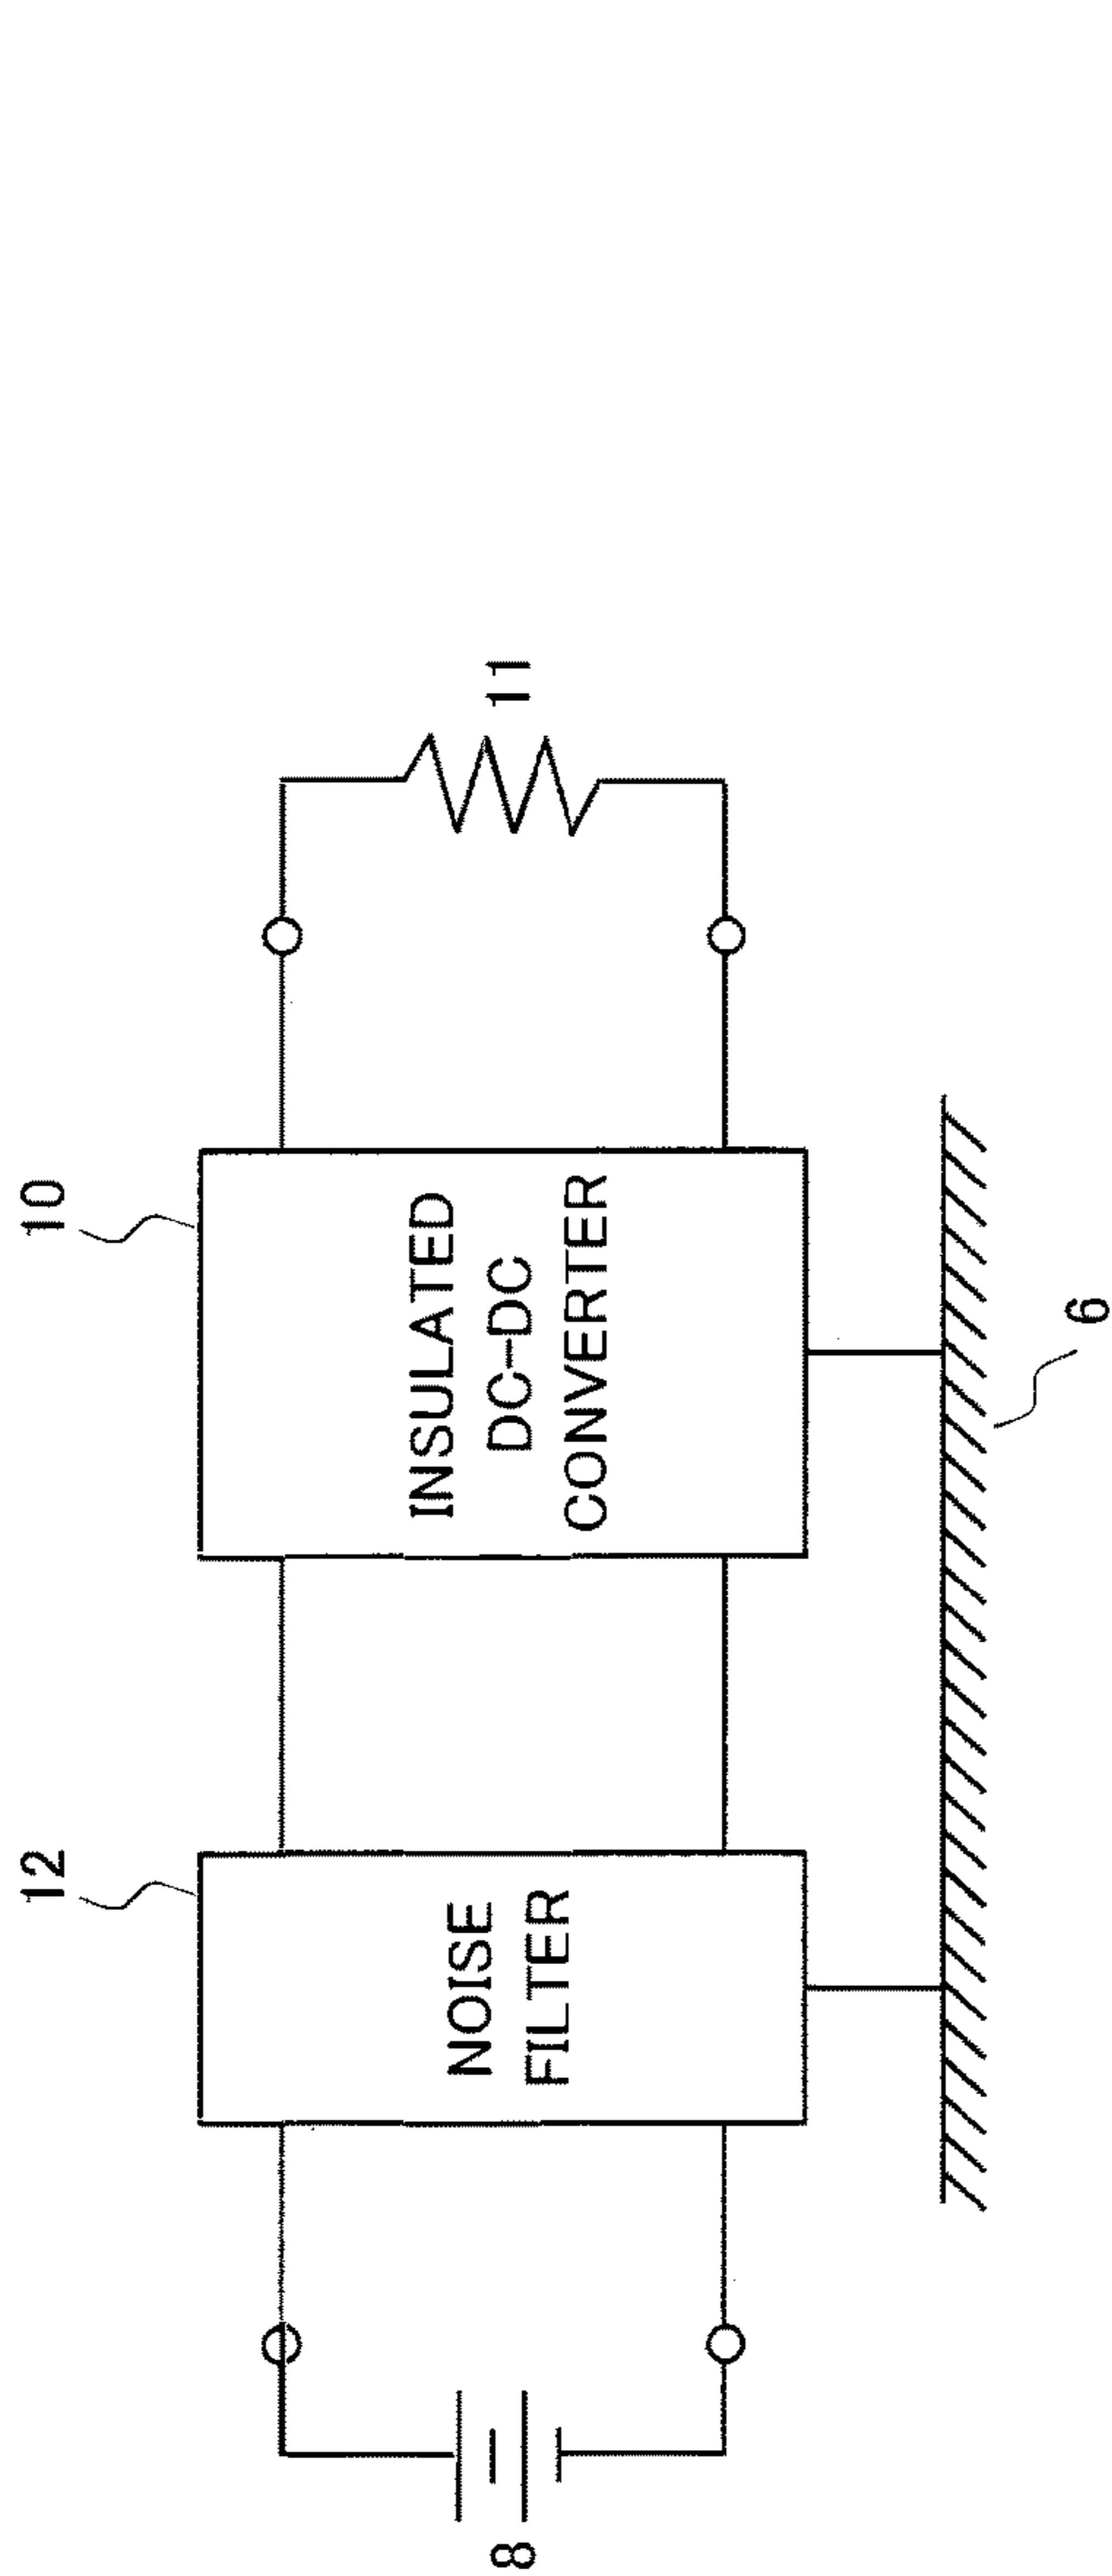 12
10
NOISE
FILTER
INSULATED
DC-DC
CONVERTER
8
11
6